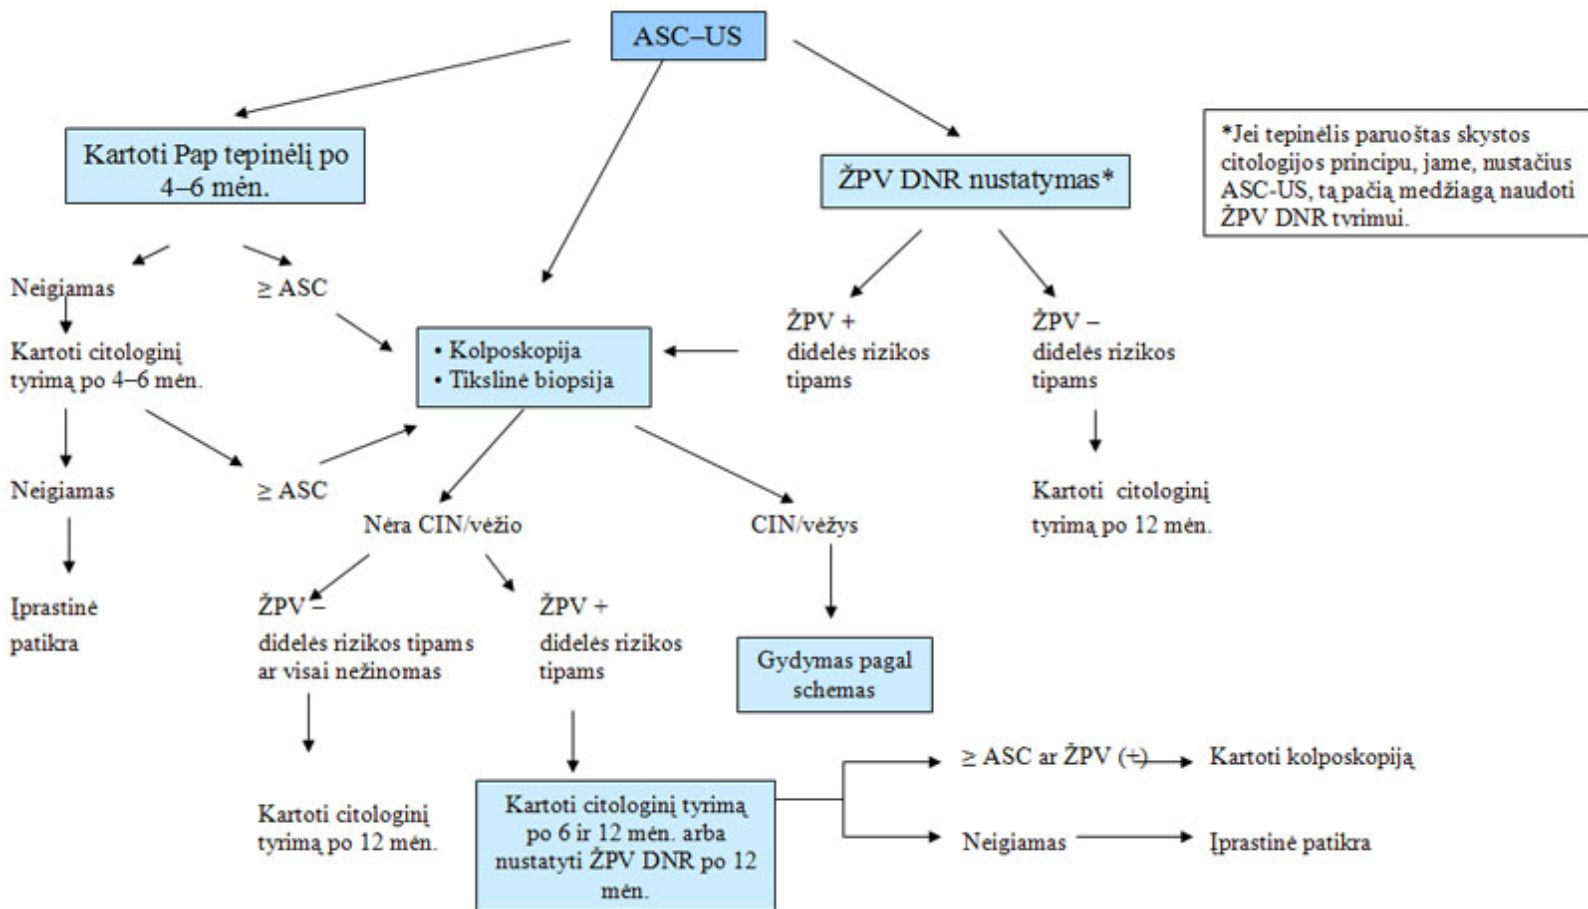 ASC–US
Kartoti Pap tepinėlį po
4–6 mėn.
ŽPV DNR nustatymas*
*Jei tepinėlis paruoštas skystos
citologijos principu, jame, nustačius
ASC-US, tą pačią medžiagą naudoti
ŽPV DNR tyrimui.
Neigiamas
≥ ASC
Kartoti citologinį
tyrimą po 4–6 mėn.
• Kolposkopija
• Tikslinė biopsija
ŽPV +
didelės rizikos
tipams
ŽPV –
didelės rizikos
tipams
Neigiamas
≥ ASC
Kartoti citologinį
tyrimą po 12 mėn.
Nėra CIN/vėžio
CIN/vėžys
Įprastinė
patikra
ŽPV –
didelės rizikos tipams
ar visai nežinomas
ŽPV +
didelės rizikos
tipams
Gydymas pagal
schemas
Kartoti citologinį
tyrimą po 12 mėn.
Kartoti citologinį tyrimą
po 6 ir 12 mėn. arba
nustatyti ŽPV DNR po 12
mėn.
≥ ASC ar ŽPV (+)
Kartoti kolposkopiją
Neigiamas
Įprastinė patikra